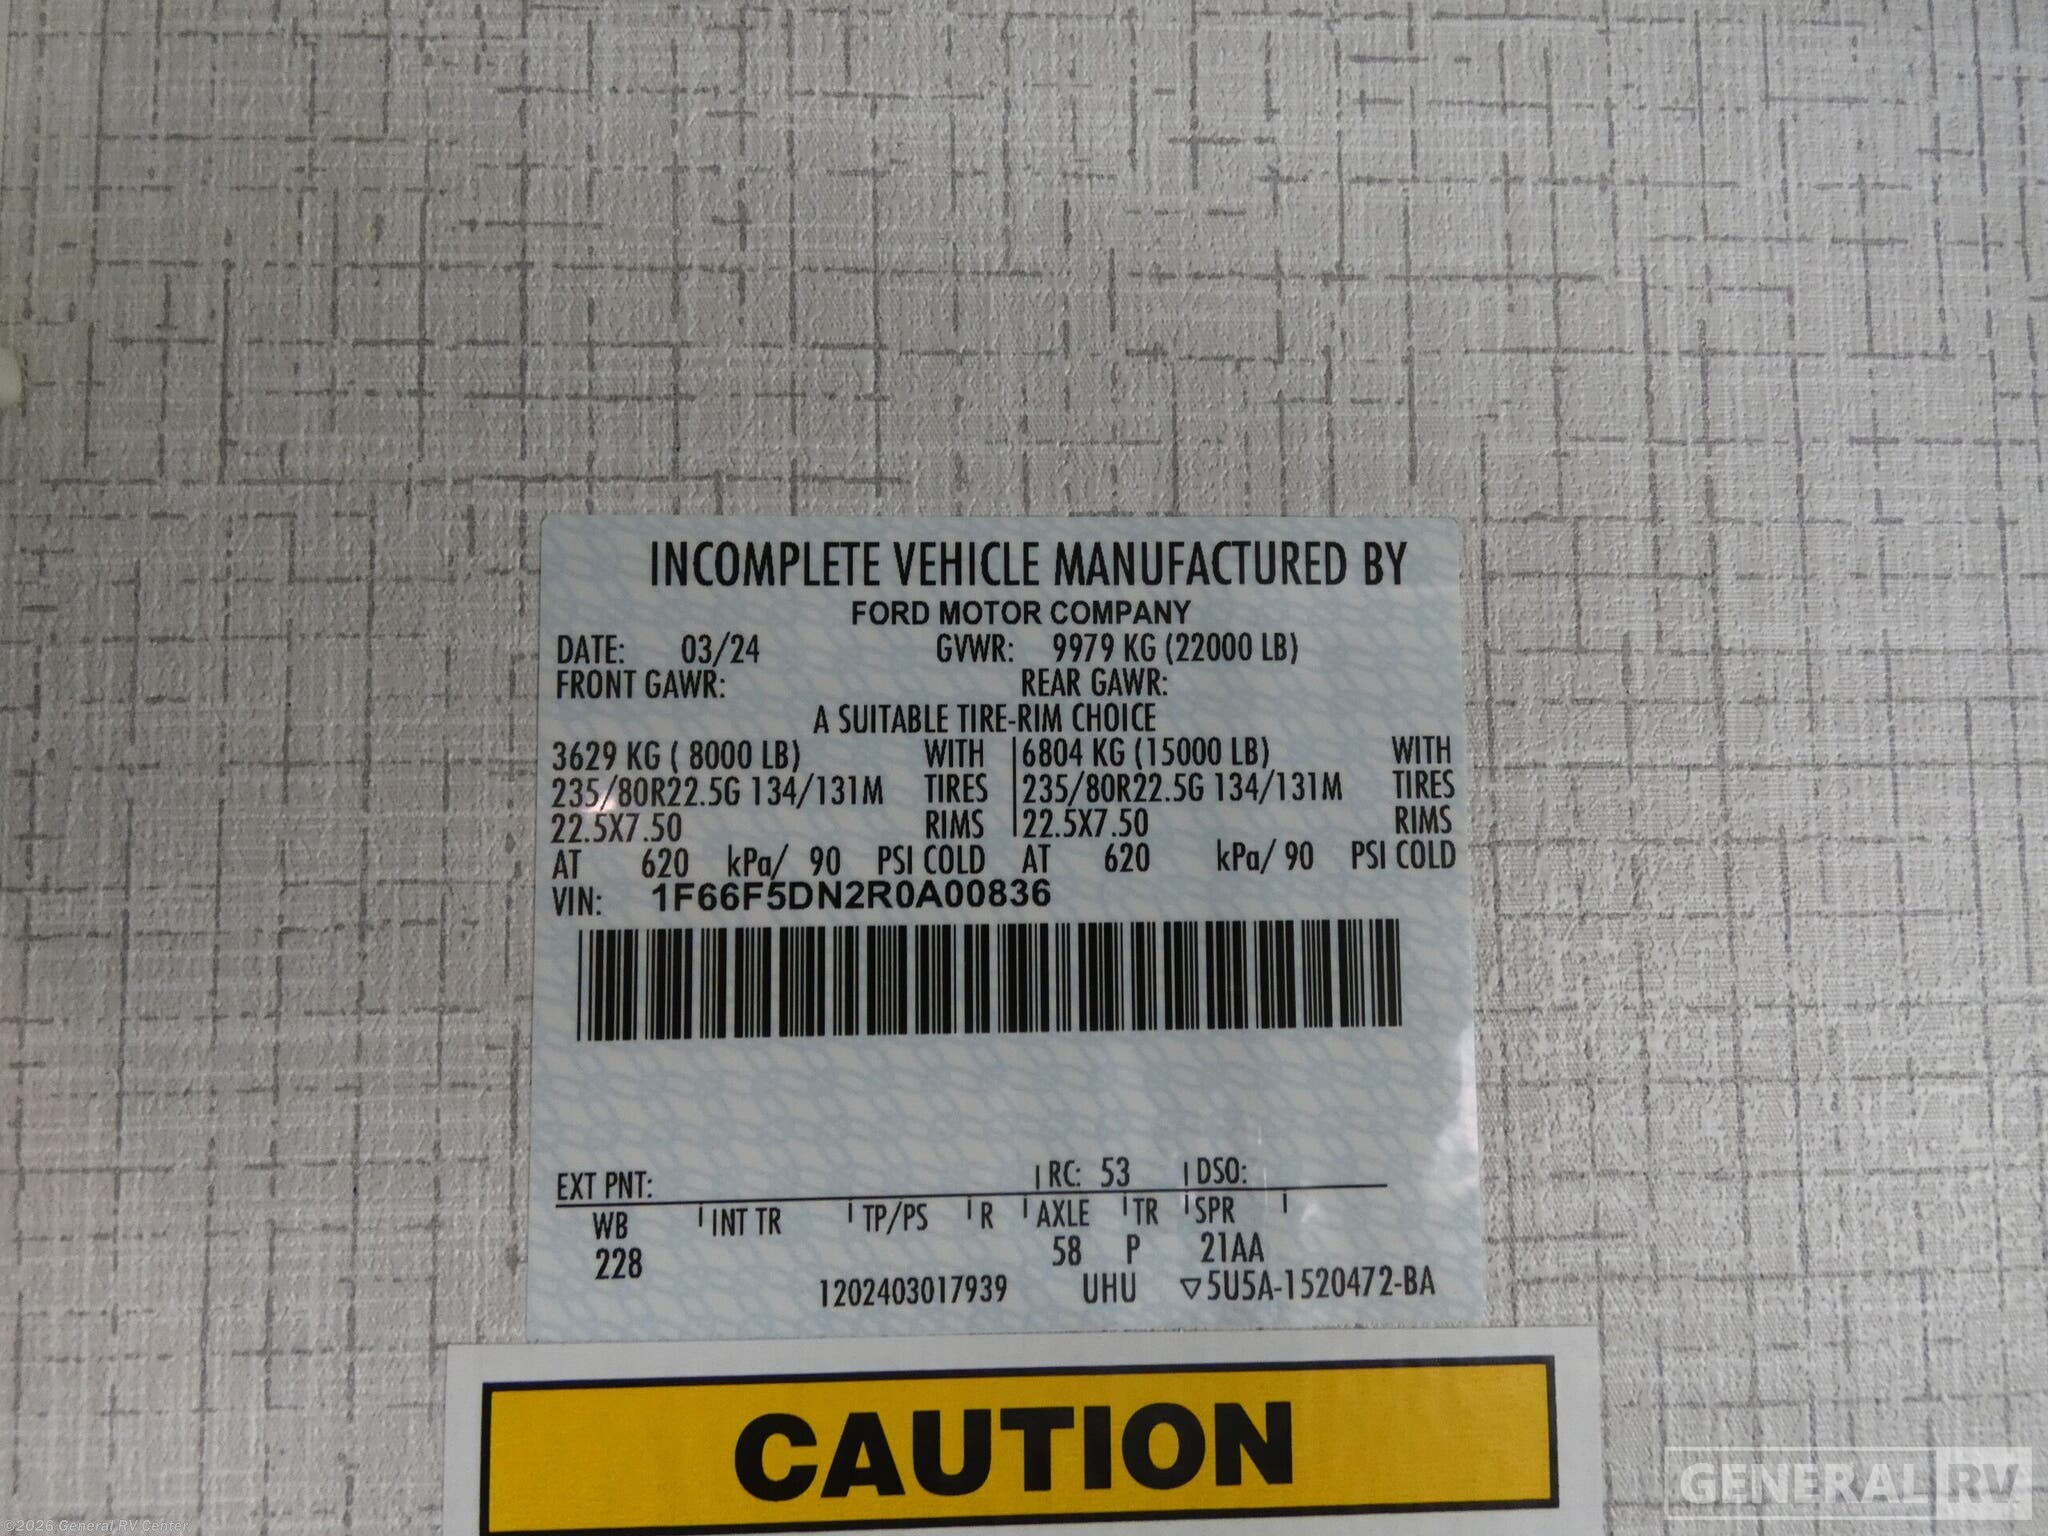 INCOMPLETE VEHICLE MANUFACTURED BY
FORD MOTOR COMPANY
DATE: 03/24 GVWR: 9979 KG (22000 LB)
FRONT GAWR: REAR GAWR:
A SUITABLE TIRE-RIM CHOICE
3629 KG ( 8000 LB) WITH 6804 KG (15000 LB) WITH
235/80R22.5G 134/131M TIRES 235/80R22.5G 134/131M TIRES
22.5X7.50 RIMS 22.5X7.50 RIMS
AT 620 kPa/ 90 PSI COLD AT 620 kPa/ 90 PSI COLD
VIN: 1F66F5DN2R0A00836
EXT PNT: RC: 53 DSO:
WB INT TR TP/PS R AXLE TR SPR
228 58 P 21AA
1202403017939 UHU ▽5U5A-1520472-BA
CAUTION
GENERAL RV
©2026 General RV Center